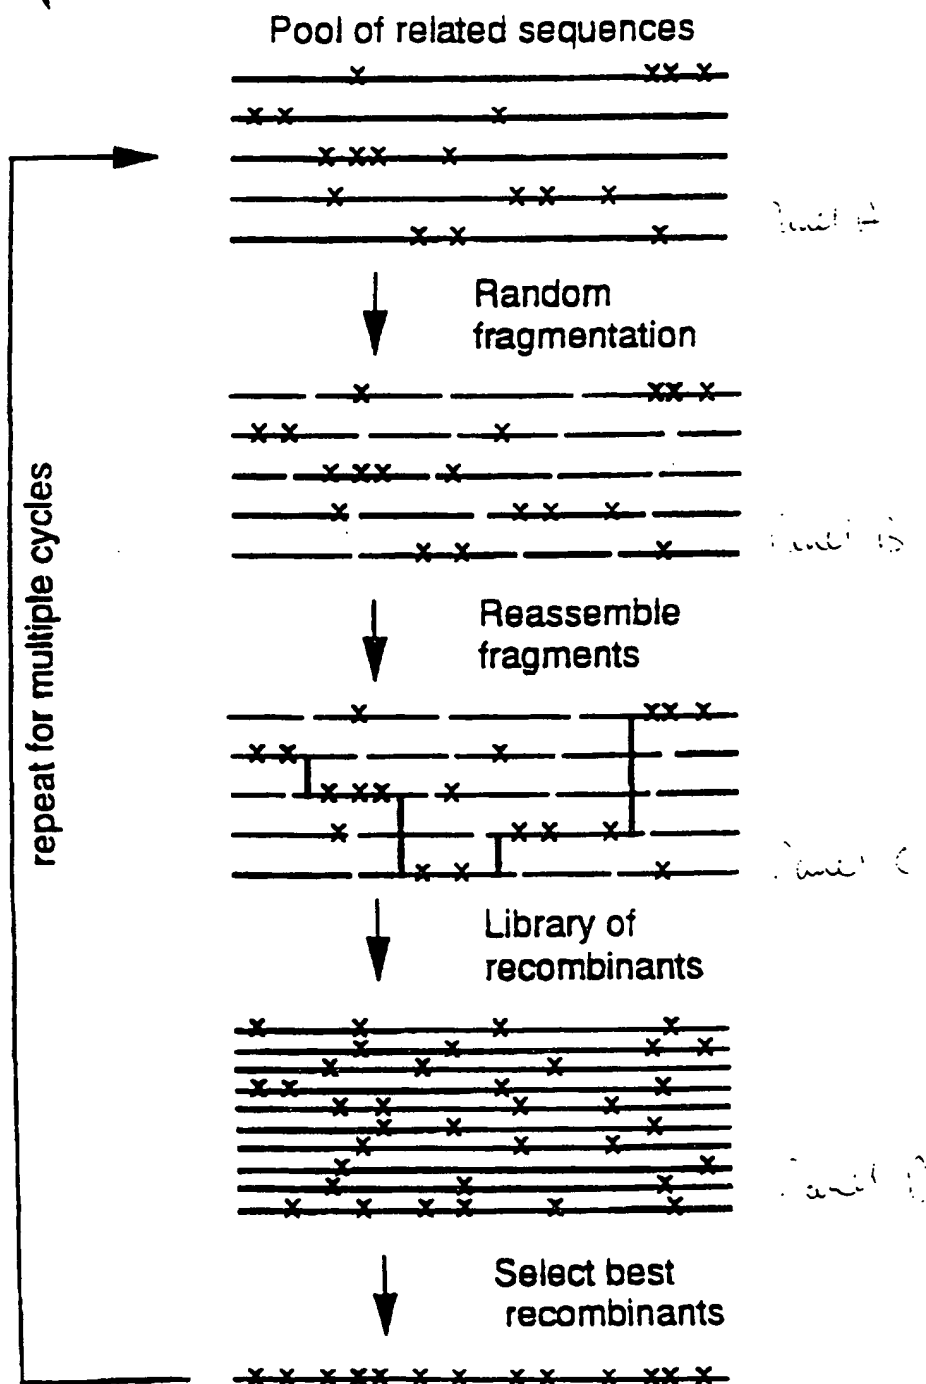 Pool of related sequences
Random
fragmentation
Reassemble
fragments
repeat for multiple cycles
Library of
recombinants
Select best
recombinants